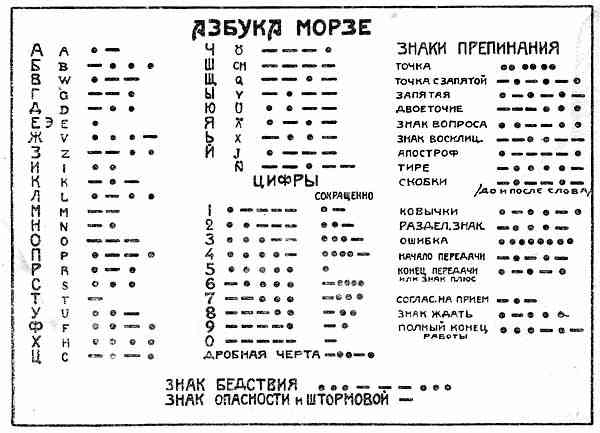 АЗБУКА МОРЗЕ
А A
Б B
В W
Г G
Д D
Е Э E
Ж V
З Z
И I
К K
Л L
М M
Н N
О O
П P
Р R
С S
Т T
У U
Ф F
Х H
Ц C
Ч Ö
Ш CH
Щ Q
Ы Y
Ю Ü
Я Ä
Ь X
Й J
Ñ
ЦИФРЫ
СОКРАЩЕННО
1
2
3
4
5
6
7
8
9
0
ДРОБНАЯ ЧЕРТА
ЗНАКИ ПРЕПИНАНИЯ
ТОЧКА
ТОЧКА С ЗАПЯТОЙ
ЗАПЯТАЯ
ДВОЕТОЧИЕ
ЗНАК ВОПРОСА
ЗНАК ВОСКЛИЦ.
АПОСТРОФ
ТИРЕ
СКОБКИ
/ДО И ПОСЛЕ СЛОВА/
КОВЫЧКИ
РАЗДЕЛ. ЗНАК
ОШИБКА
НАЧАЛО ПЕРЕДАЧИ
КОНЕЦ ПЕРЕДАЧИ
ИЛИ ЗНАК ПЛЮС
СОГЛАС. НА ПРИЕМ
ЗНАК ЖДАТЬ
ПОЛНЫЙ КОНЕЦ
РАБОТЫ
ЗНАК БЕДСТВИЯ
ЗНАК ОПАСНОСТИ и ШТОРМОВОЙ